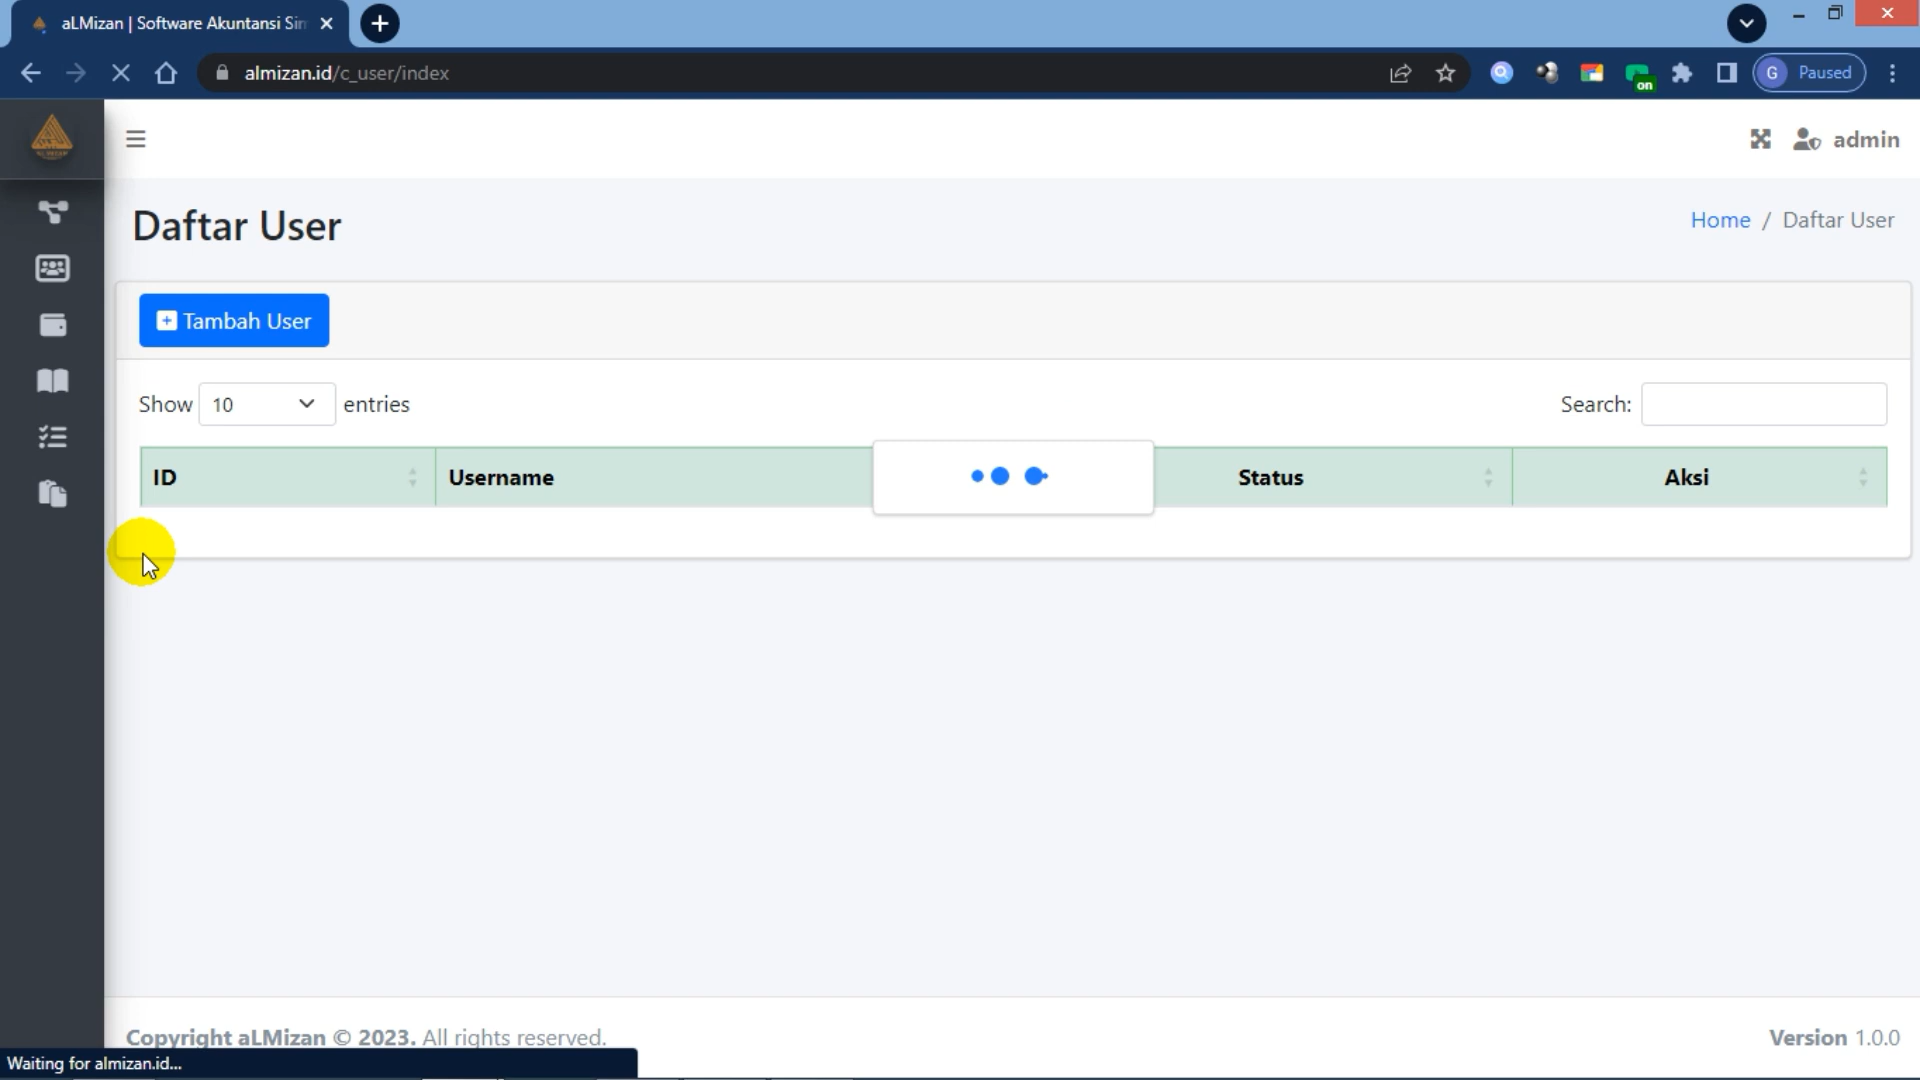 aLMizan | Software Akuntansi Sim
almizan.id/c_user/index
on
G Paused
admin
Daftar User
Home / Daftar User
Tambah User
Show 10 entries
Search:
ID Username Status Aksi
Copyright aLMizan © 2023. All rights reserved.
Version 1.0.0
Waiting for almizan.id...